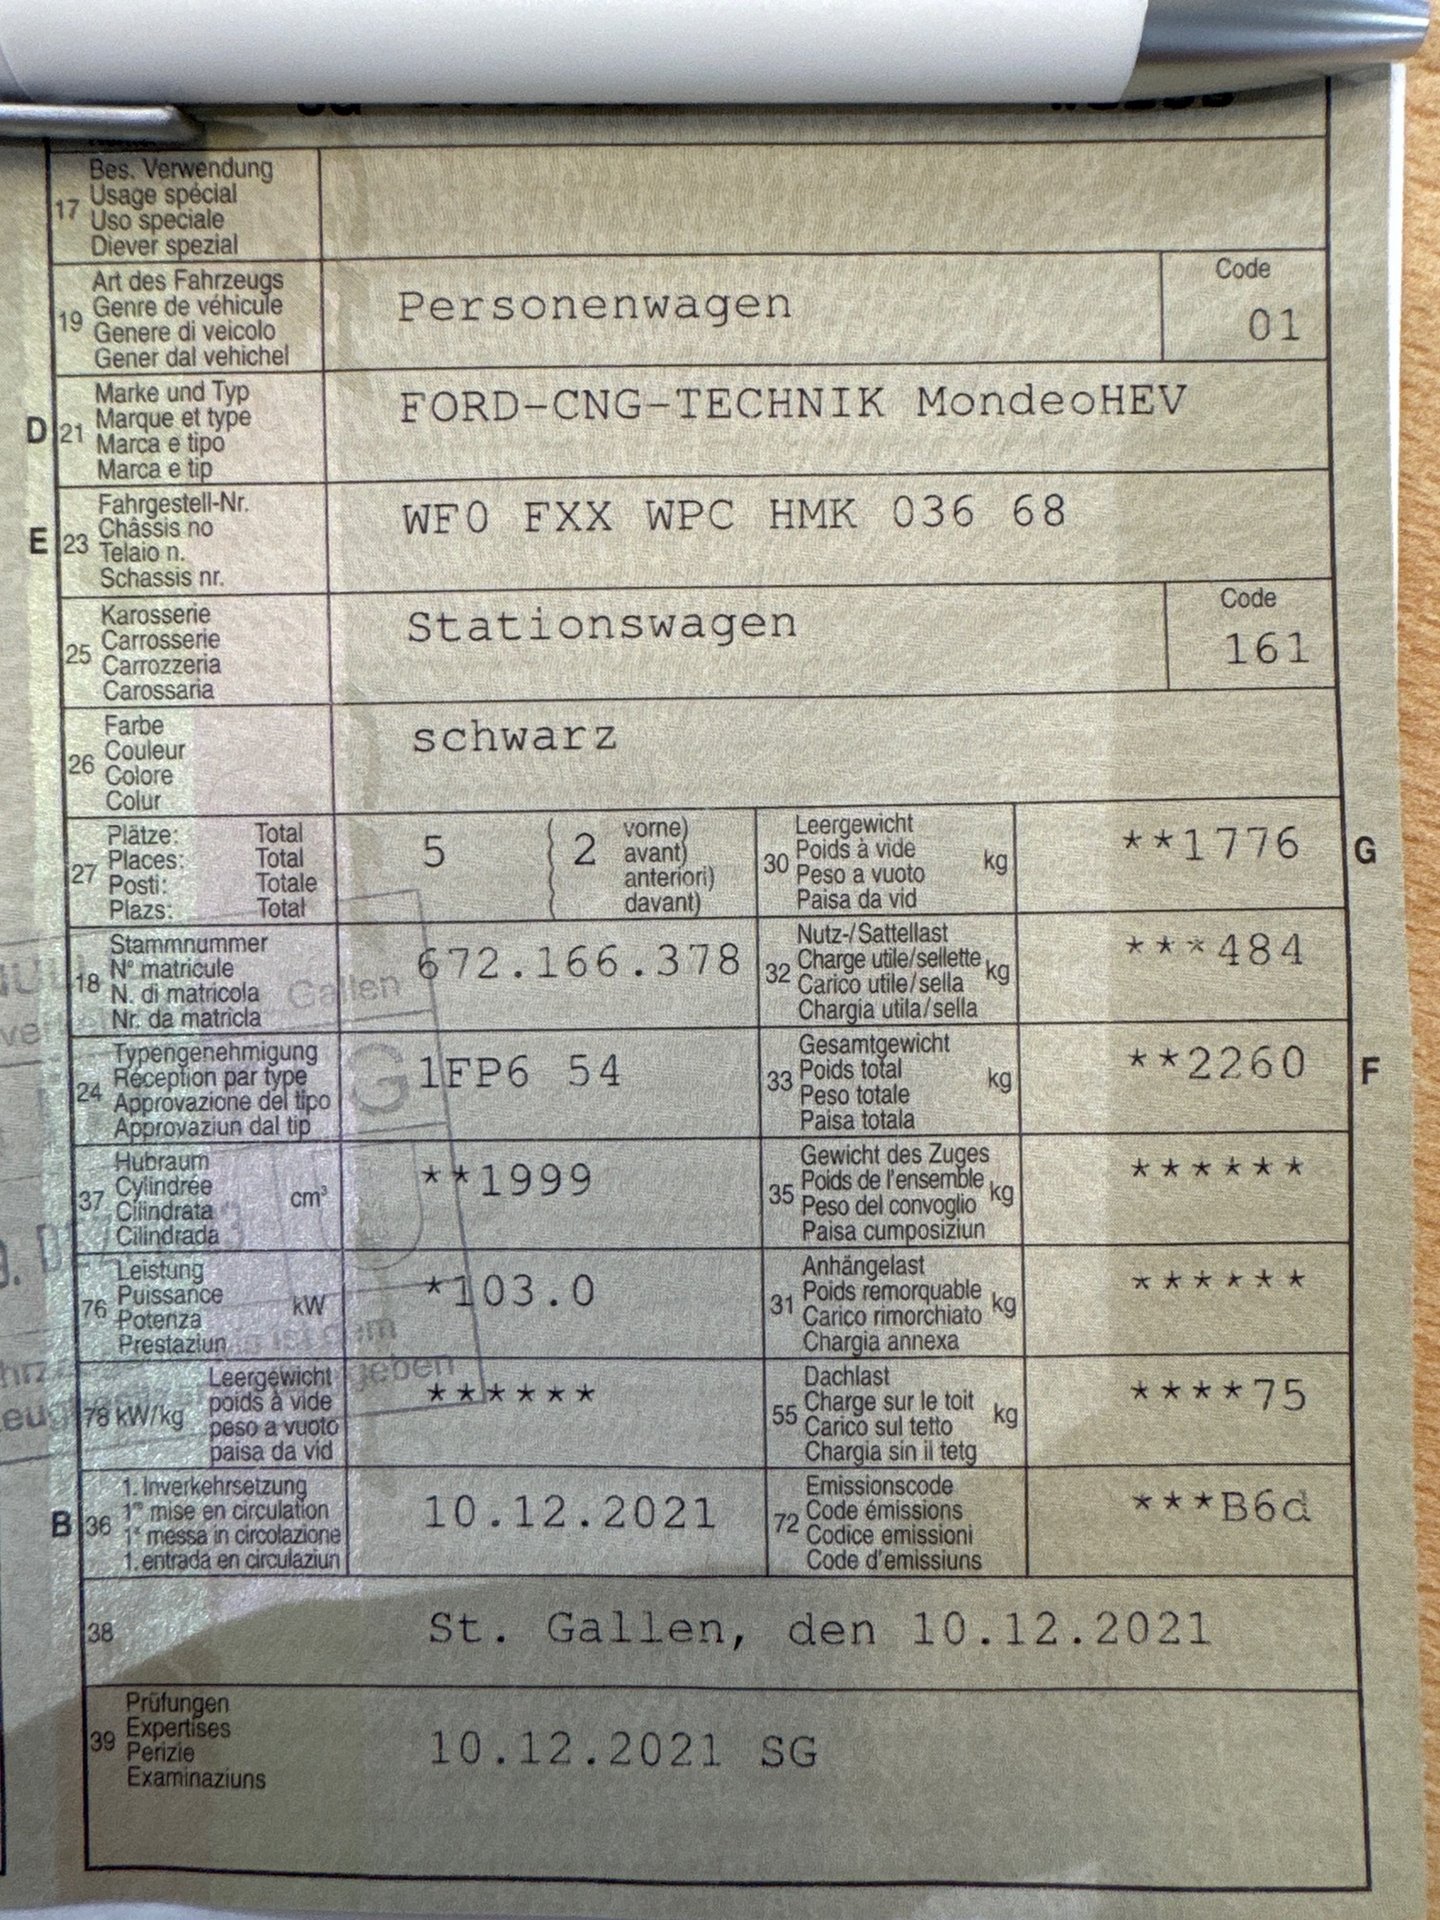 Bes. Verwendung
17 Usage spécial
Uso speciale
Diever spezial
Art des Fahrzeugs
19 Genre de véhicule
Genere di veicolo
Gener dal vehichel
Personenwagen
Code
01
Marke und Typ
D 21 Marque et type
Marca e tipo
Marca e tip
FORD-CNG-TECHNIK MondeoHEV
Fahrgestell-Nr.
E 23 Châssis no
Telaio n.
Schassis nr.
WF0 FXX WPC HMK 036 68
Karosserie
25 Carrosserie
Carrozzeria
Carossaria
Stationswagen
Code
161
Farbe
26 Couleur
Colore
Colur
schwarz
27 Plätze: Total
Places: Total
Posti: Totale
Plazs: Total
5 ( 2 vorne)
( avant)
( anteriori)
( davant)
Leergewicht
30 Poids à vide kg
Peso a vuoto
Paisa da vid
**1776 G
Stammnummer
18 N° matricule
N. di matricola
Nr. da matricla
672.166.378
Nutz-/Sattellast
32 Charge utile/sellette kg
Carico utile/sella
Chargia utila/sella
***484
Gallen
Typengenehmigung
24 Réception par type
Approvazione del tipo
Approvaziun dal tip
1FP6 54
Gesamtgewicht
33 Poids total kg
Peso totale
Paisa totala
**2260 F
Hubraum
37 Cylindrée cm³
Cilindrata
Cilindrada
**1999
Gewicht des Zuges
35 Poids de l'ensemble kg
Peso del convoglio
Paisa cumposiziun
******
Leistung
76 Puissance kW
Potenza
Prestaziun
*103.0
Anhängelast
31 Poids remorquable kg
Carico rimorchiato
Chargia annexa
******
ist dem
Leergewicht
78 kW/kg poids à vide
peso a vuoto
paisa da vid
******
Dachlast
55 Charge sur le toit kg
Carico sul tetto
Chargia sin il tetg
****75
1. Inverkehrsetzung
B 36 1re mise en circulation
1a messa in circolazione
1. entrada en circulaziun
10.12.2021
Emissionscode
72 Code émissions
Codice emissioni
Code d'emissiuns
***B6d
38 St. Gallen, den 10.12.2021
Prüfungen
39 Expertises
Perizie
Examinaziuns
10.12.2021 SG